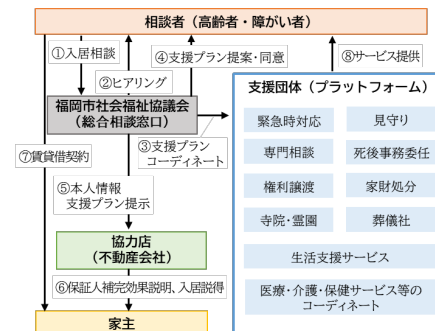 相談者（高齢者・障がい者）
①入居相談
④支援プラン提案・同意
⑧サービス提供
②ヒアリング
福岡市社会福祉協議会
（総合相談窓口）
③支援プラン
コーディネート
⑦賃貸借契約
⑤本人情報
支援プラン提示
協力店
（不動産会社）
⑥保証人補完効果説明、入居説得
家主
支援団体（プラットフォーム）
緊急時対応
見守り
専門相談
死後事務委任
権利譲渡
家財処分
寺院・霊園
葬儀社
生活支援サービス
医療・介護・保健サービス等の
コーディネート